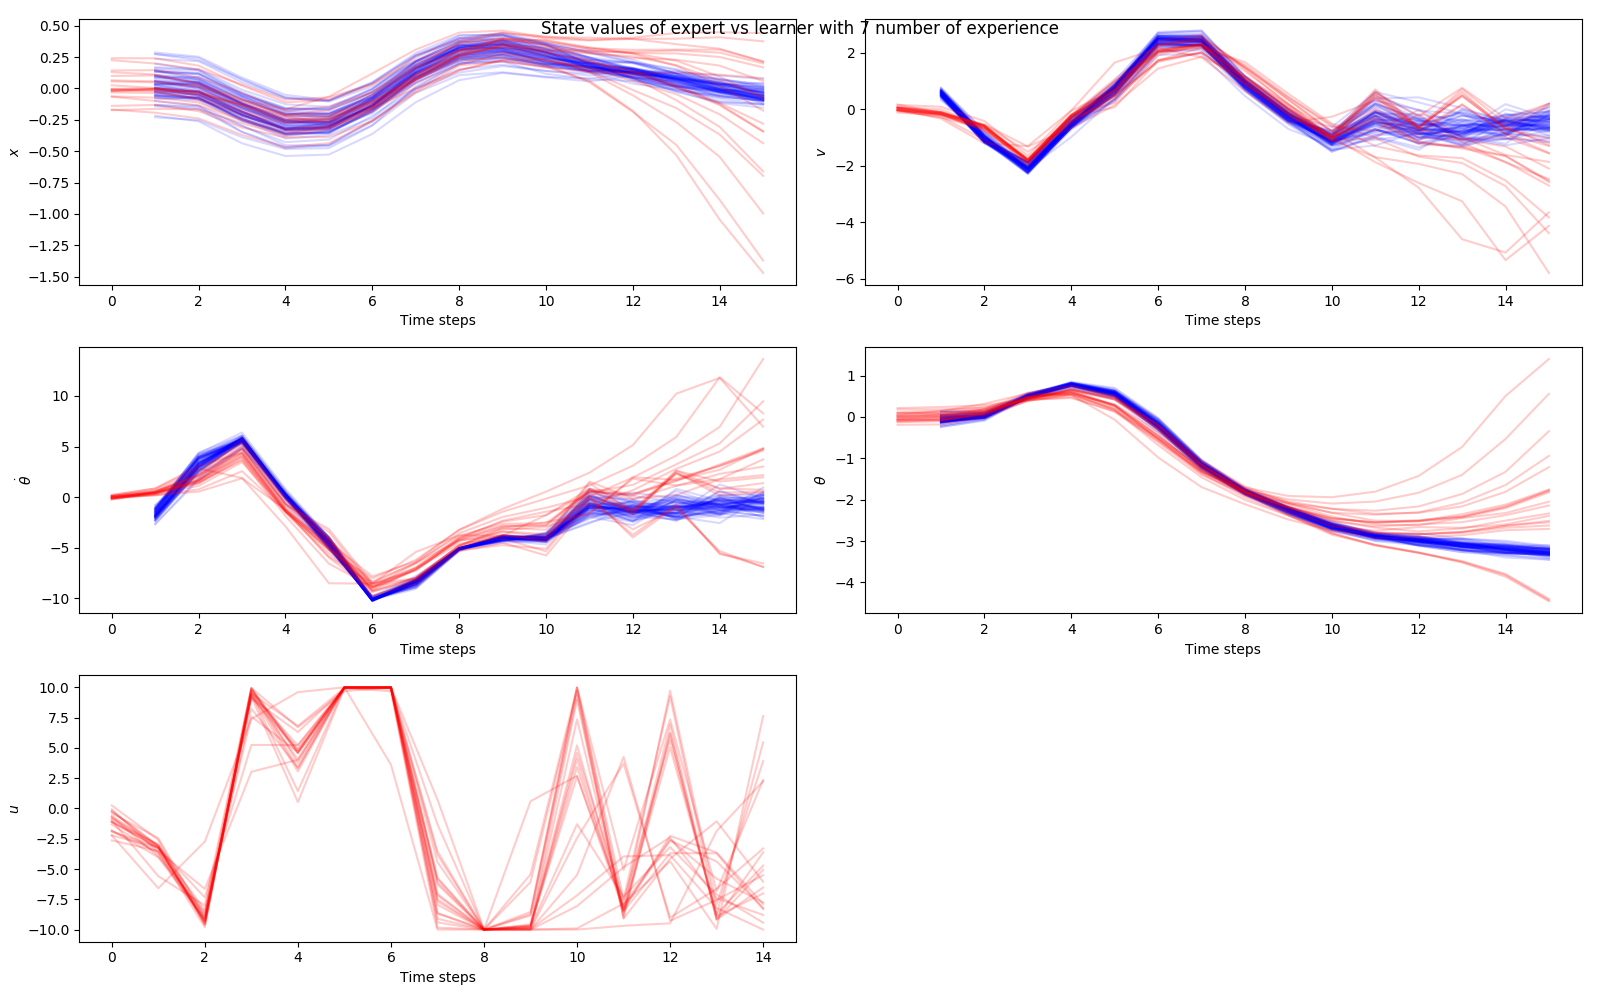 State values of expert vs learner with 7 number of experience
0.50
0.25
0.00
−0.25
−0.50
−0.75
−1.00
−1.25
−1.50
x
0 2 4 6 8 10 12 14
Time steps
2
0
−2
−4
−6
v
0 2 4 6 8 10 12 14
Time steps
10
5
0
−5
−10
θ̇
0 2 4 6 8 10 12 14
Time steps
1
0
−1
−2
−3
−4
θ
0 2 4 6 8 10 12 14
Time steps
10.0
7.5
5.0
2.5
0.0
−2.5
−5.0
−7.5
−10.0
u
0 2 4 6 8 10 12 14
Time steps